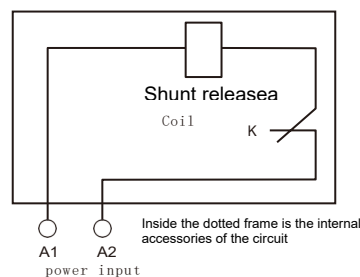 Shunt releasea
Coil
K
Inside the dotted frame is the internal
accessories of the circuit
A1 A2
power input